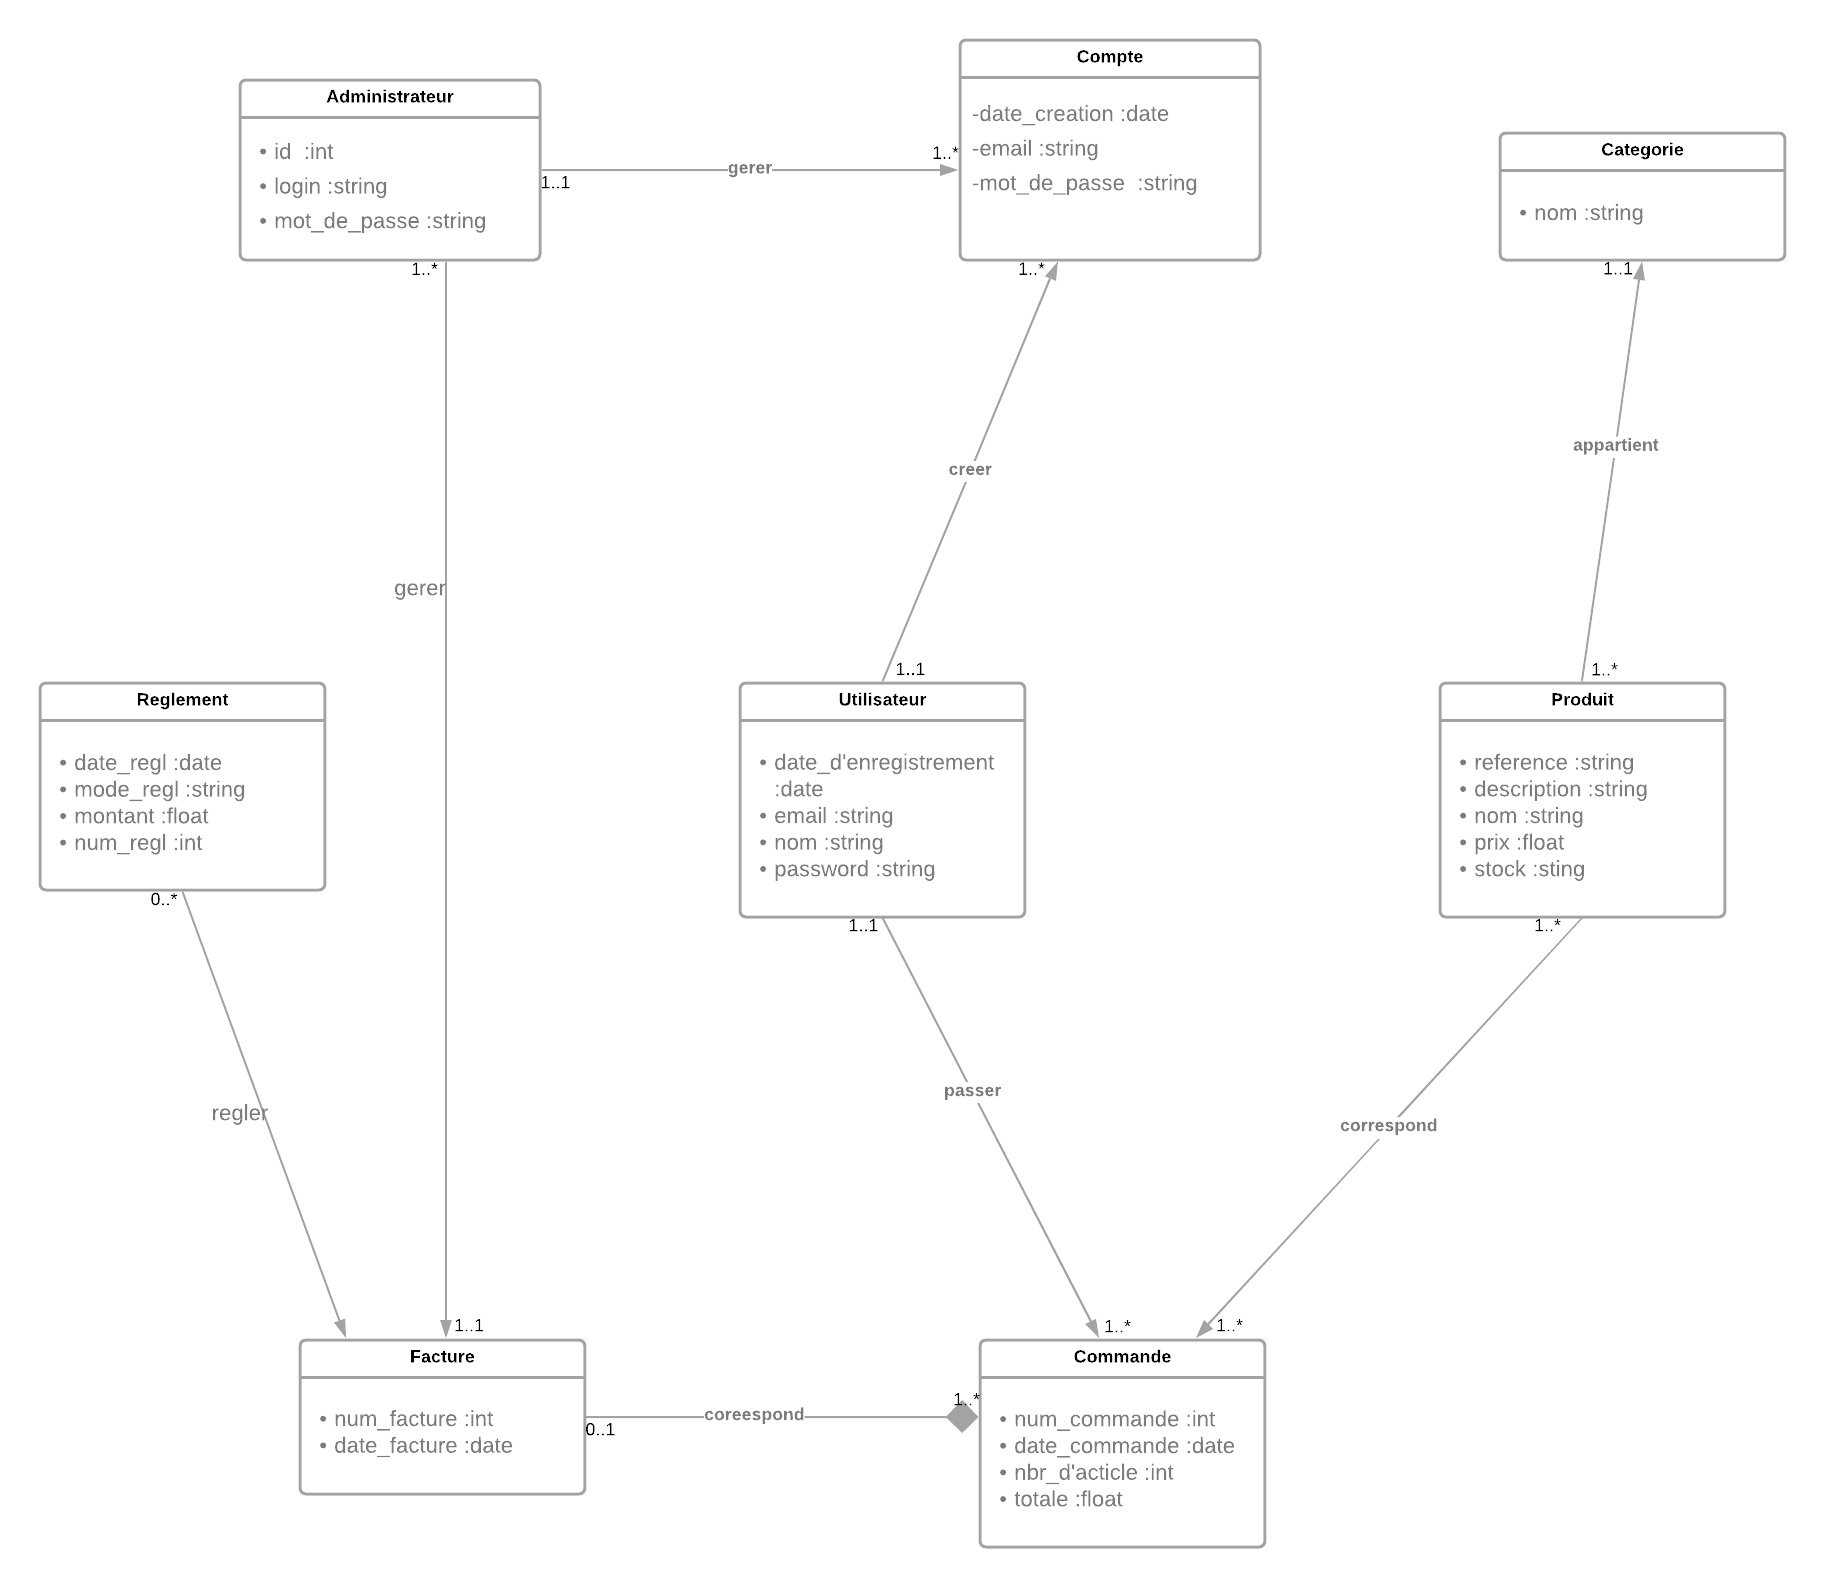 Compte
-date_creation :date
-email :string
-mot_de_passe  :string
Administrateur
• id  :int
• login :string
• mot_de_passe :string
Categorie
• nom :string
1..*
gerer
1..1
1..*
1..*
1..1
appartient
creer
gerer
1..1
1..*
Reglement
• date_regl :date
• mode_regl :string
• montant :float
• num_regl :int
Utilisateur
• date_d'enregistrement
:date
• email :string
• nom :string
• password :string
Produit
• reference :string
• description :string
• nom :string
• prix :float
• stock :sting
0..*
1..1
1..*
passer
regler
correspond
1..1
1..*
1..*
Facture
• num_facture :int
• date_facture :date
1..*
coreespond
0..1
Commande
• num_commande :int
• date_commande :date
• nbr_d'acticle :int
• totale :float